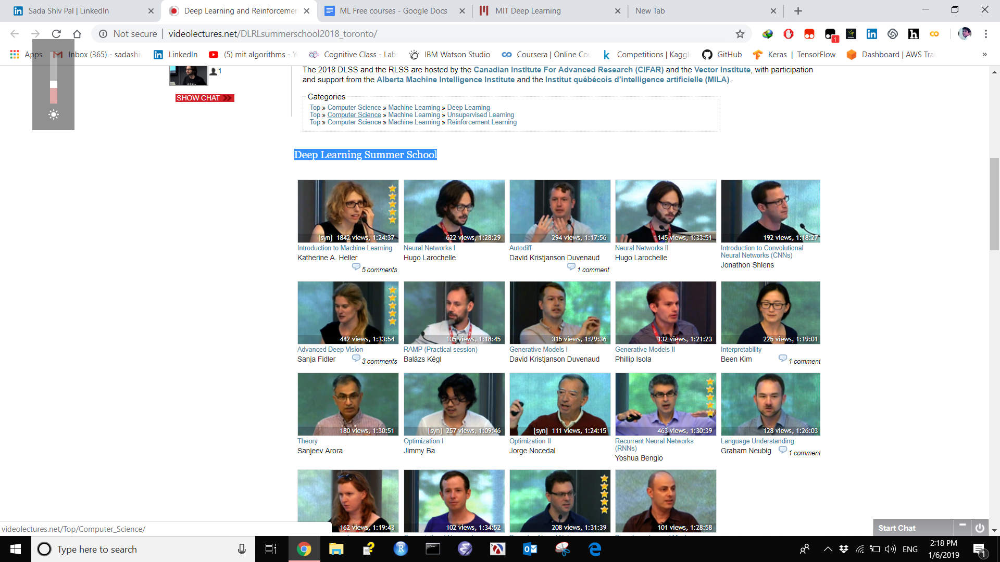 Sada Shiv Pal | LinkedIn
Deep Learning and Reinforcemen
ML Free courses - Google Docs
MIT Deep Learning
New Tab
Not secure | videolectures.net/DLRLsummerschool2018_toronto/
1
Apps
Inbox (365) - sadashiv
LinkedIn
(5) mit algorithms - Y
Cognitive Class - Labs
IBM Watson Studio
Coursera | Online Co
Competitions | Kaggl
GitHub
Keras | TensorFlow
Dashboard | AWS Trai
»
1
SHOW CHAT
The 2018 DLSS and the RLSS are hosted by the Canadian Institute For Advanced Research (CIFAR) and the Vector Institute, with participation
and support from the Alberta Machine Intelligence Institute and the Institut québécois d’intelligence artificielle (MILA).
Categories
Top » Computer Science » Machine Learning » Deep Learning
Top » Computer Science » Machine Learning » Unsupervised Learning
Top » Computer Science » Machine Learning » Reinforcement Learning
Deep Learning Summer School
[syn] 1842 views, 1:24:37
Introduction to Machine Learning
Katherine A. Heller
5 comments
622 views, 1:28:29
Neural Networks I
Hugo Larochelle
294 views, 1:17:56
Autodiff
David Kristjanson Duvenaud
1 comment
145 views, 1:33:51
Neural Networks II
Hugo Larochelle
192 views, 1:18:27
Introduction to Convolutional
Neural Networks (CNNs)
Jonathon Shlens
442 views, 1:33:54
Advanced Deep Vision
Sanja Fidler
3 comments
105 views, 1:18:45
RAMP (Practical session)
Balázs Kégl
315 views, 1:29:36
Generative Models I
David Kristjanson Duvenaud
132 views, 1:21:23
Generative Models II
Phillip Isola
225 views, 1:19:01
Interpretability
Been Kim
1 comment
180 views, 1:30:51
Theory
Sanjeev Arora
[syn] 257 views, 1:09:46
Optimization I
Jimmy Ba
[syn] 111 views, 1:24:15
Optimization II
Jorge Nocedal
463 views, 1:30:39
Recurrent Neural Networks
(RNNs)
Yoshua Bengio
128 views, 1:26:03
Language Understanding
Graham Neubig
1 comment
162 views, 1:19:43
102 views, 1:34:52
208 views, 1:31:39
101 views, 1:28:58
videolectures.net/Top/Computer_Science/
Start Chat
Type here to search
ENG
2:18 PM
1/6/2019
1